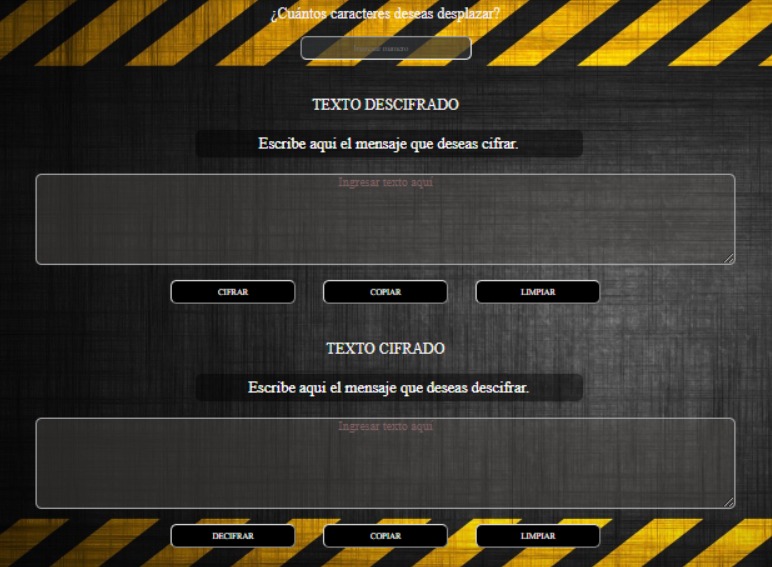 ¿Cuántos caracteres deseas desplazar?
Ingresar número
TEXTO DESCIFRADO
Escribe aqui el mensaje que deseas cifrar.
Ingresar texto aqui
CIFRAR COPIAR LIMPIAR
TEXTO CIFRADO
Escribe aqui el mensaje que deseas descifrar.
Ingresar texto aqui
DECIFRAR COPIAR LIMPIAR